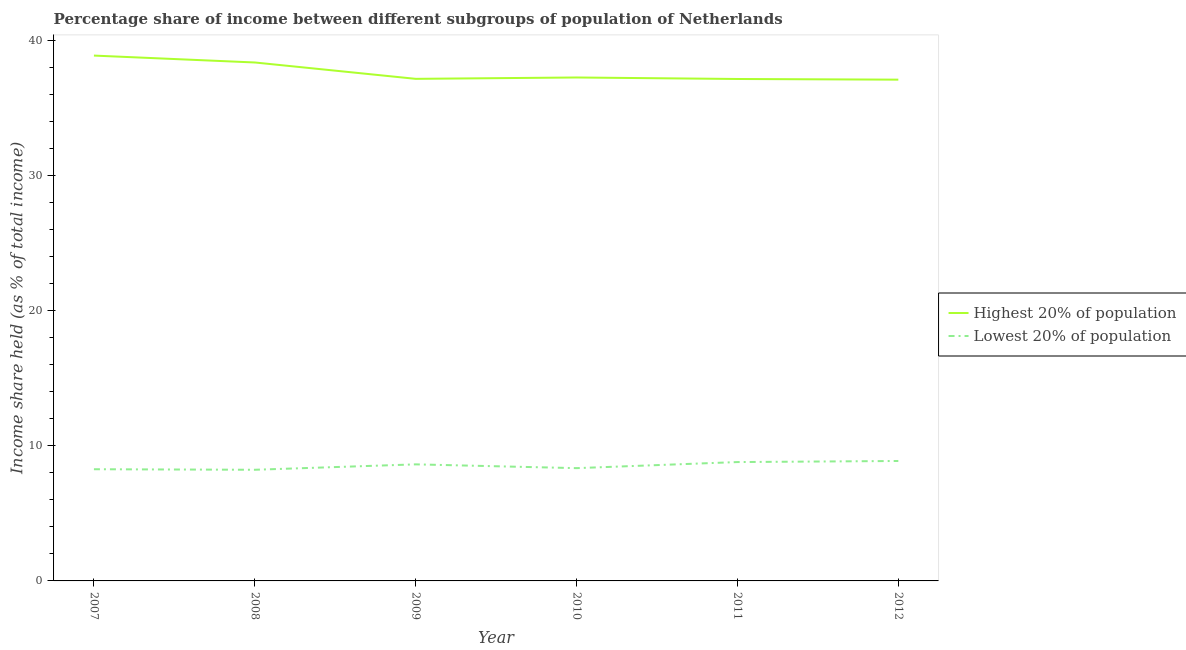 Percentage share of income between different subgroups of population of Netherlands
Income share held (as % of total income)
40
30
20
10
0
2007
2008
2009
2010
2011
2012
Year
Highest 20% of population
Lowest 20% of population